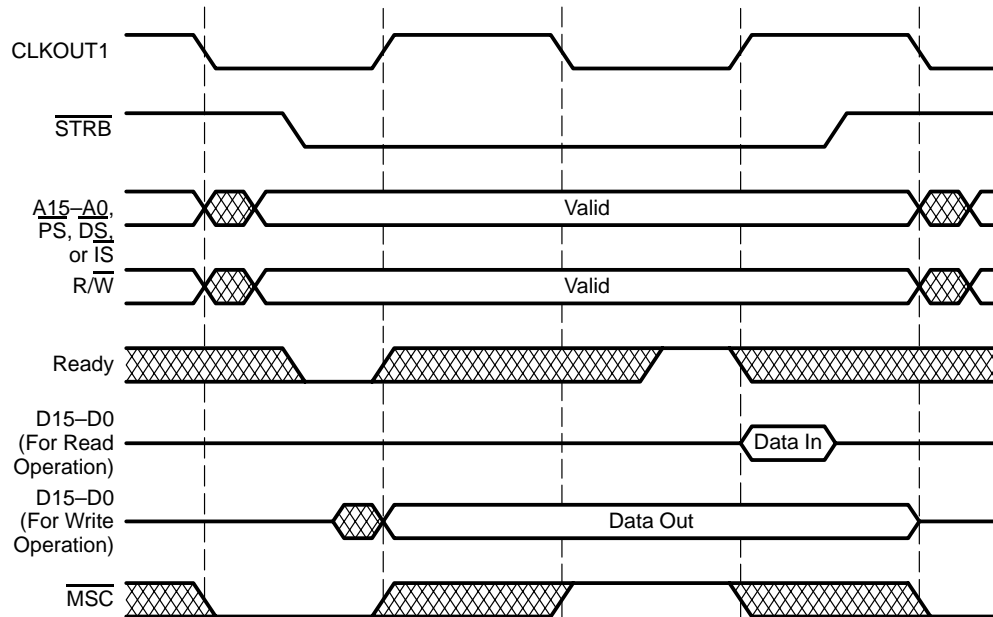 CLKOUT1
STRB
A15–A0,
PS, DS,
or IS
Valid
R/W
Valid
Ready
D15–D0
(For Read
Operation)
Data In
D15–D0
(For Write
Operation)
Data Out
MSC